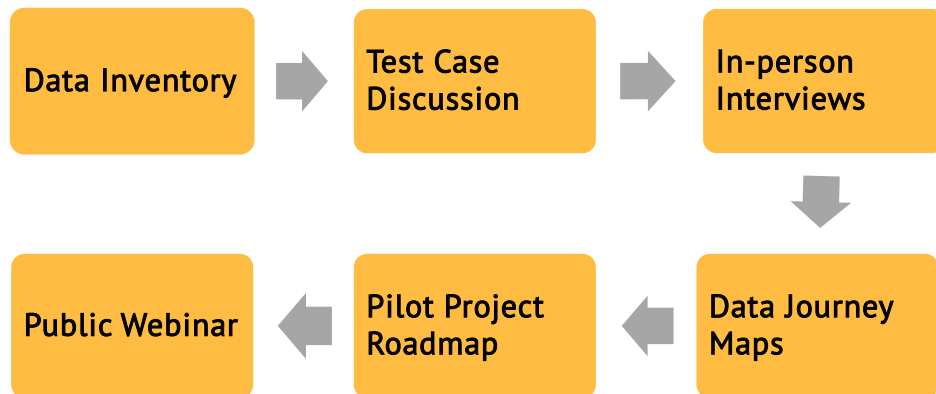 Data Inventory
Test Case
Discussion
In-person
Interviews
Data Journey
Maps
Pilot Project
Roadmap
Public Webinar